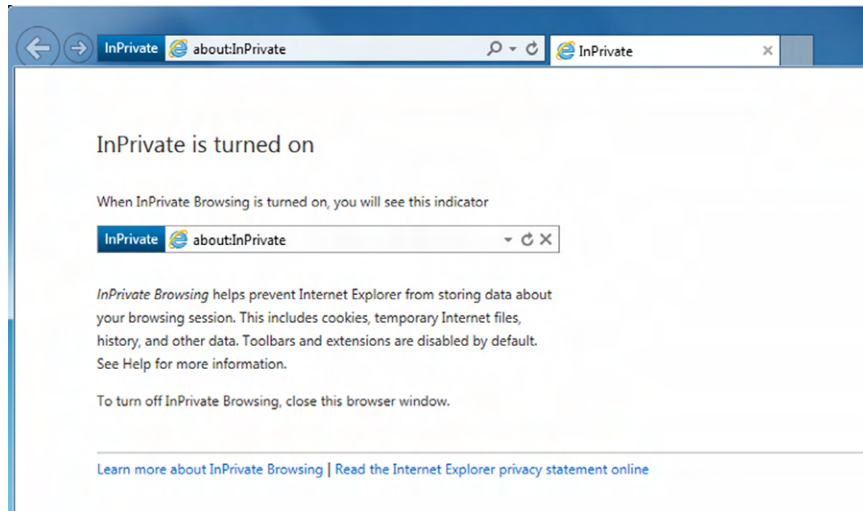 InPrivate about:InPrivate InPrivate
InPrivate is turned on
When InPrivate Browsing is turned on, you will see this indicator
InPrivate about:InPrivate
InPrivate Browsing helps prevent Internet Explorer from storing data about
your browsing session. This includes cookies, temporary Internet files,
history, and other data. Toolbars and extensions are disabled by default.
See Help for more information.
To turn off InPrivate Browsing, close this browser window.
Learn more about InPrivate Browsing | Read the Internet Explorer privacy statement online